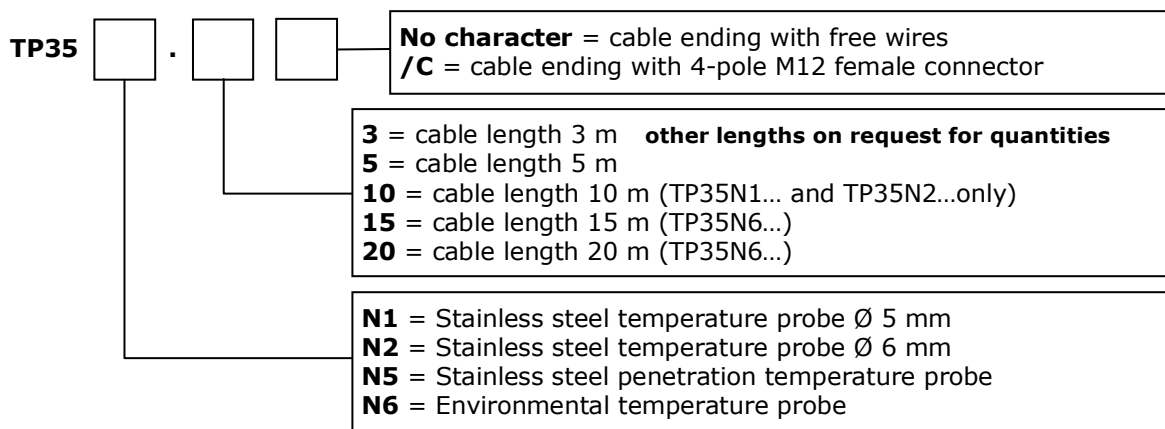 TP35 .
No character = cable ending with free wires
/C = cable ending with 4-pole M12 female connector
3 = cable length 3 m other lengths on request for quantities
5 = cable length 5 m
10 = cable length 10 m (TP35N1... and TP35N2...only)
15 = cable length 15 m (TP35N6...)
20 = cable length 20 m (TP35N6...)
N1 = Stainless steel temperature probe Ø 5 mm
N2 = Stainless steel temperature probe Ø 6 mm
N5 = Stainless steel penetration temperature probe
N6 = Environmental temperature probe